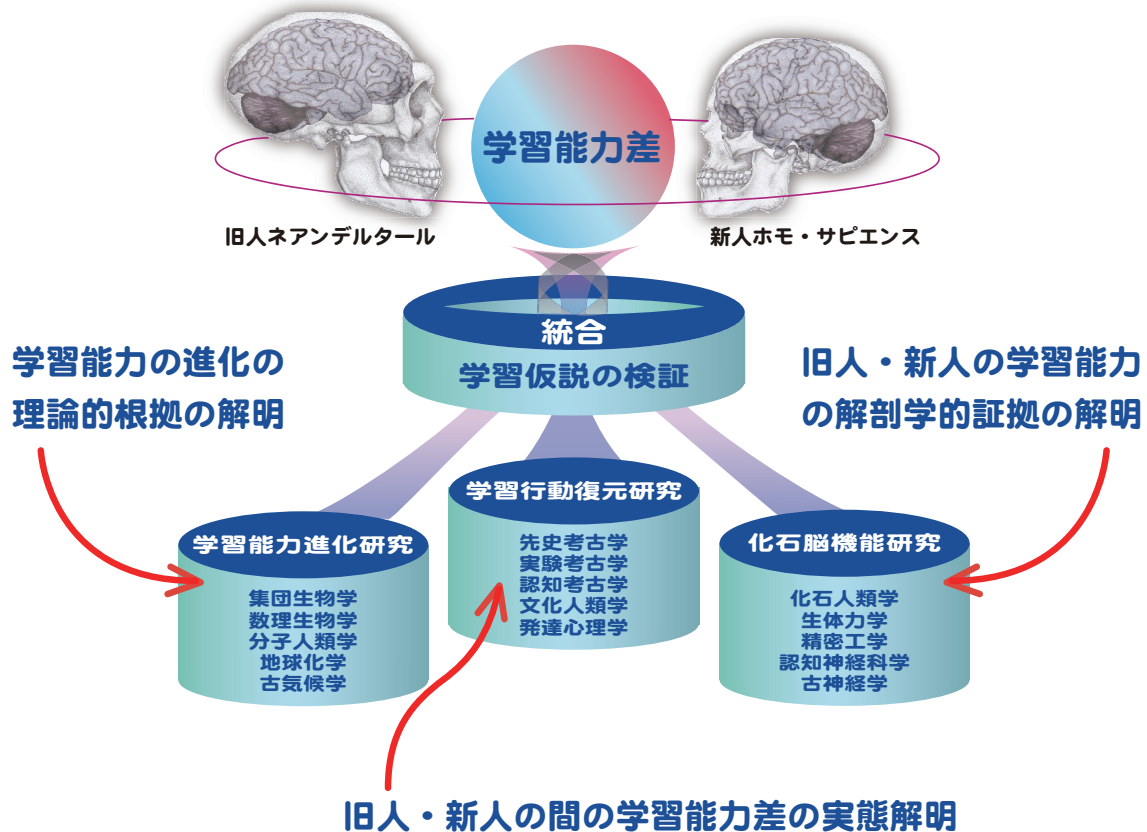 学習能力差
旧人ネアンデルタール
新人ホモ・サピエンス
統合
学習仮説の検証
学習能力の進化の
理論的根拠の解明
旧人・新人の学習能力
の解剖学的証拠の解明
学習能力進化研究
集団生物学
数理生物学
分子人類学
地球化学
古気候学
学習行動復元研究
先史考古学
実験考古学
認知考古学
文化人類学
発達心理学
化石脳機能研究
化石人類学
生体力学
精密工学
認知神経科学
古神経学
旧人・新人の間の学習能力差の実態解明